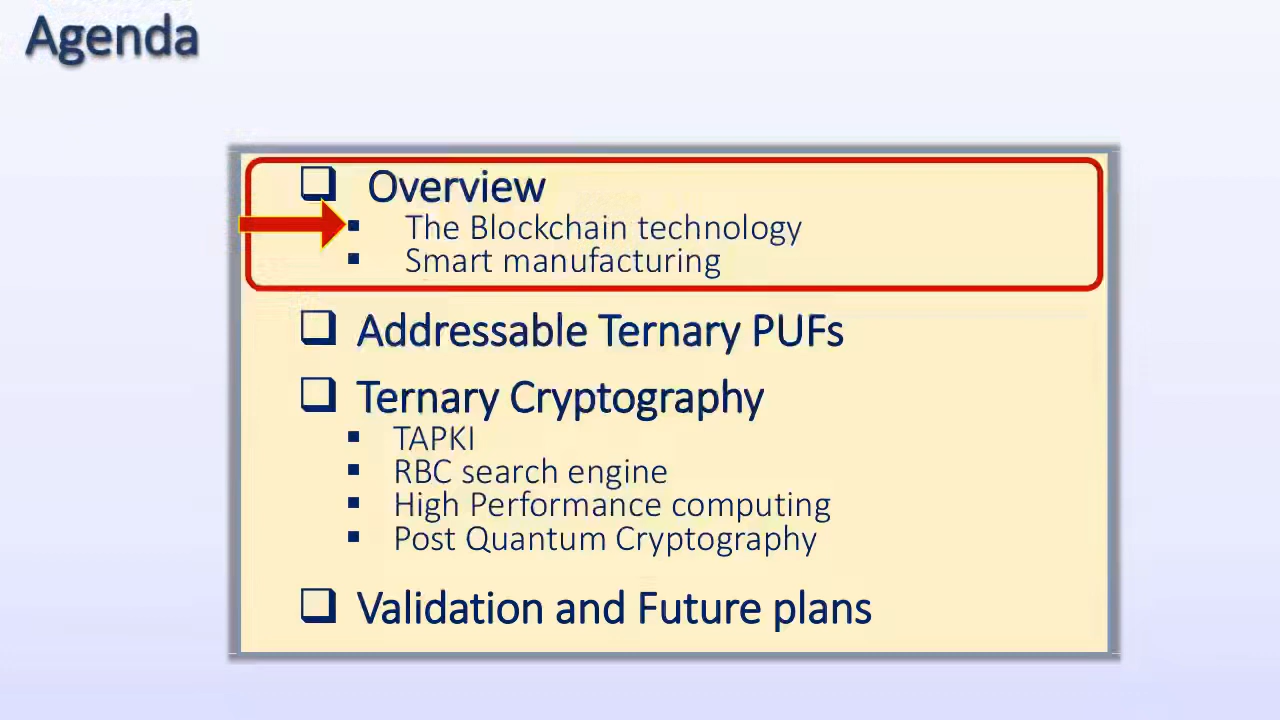 Agenda
Overview
The Blockchain technology
Smart manufacturing
Addressable Ternary PUFs
Ternary Cryptography
TAPKI
RBC search engine
High Performance computing
Post Quantum Cryptography
Validation and Future plans